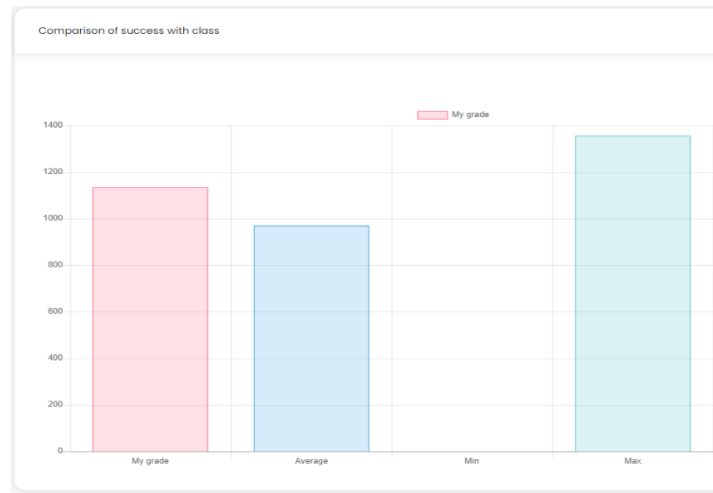 Comparison of success with class
My grade
1400
1200
1000
800
600
400
200
0
My grade
Average
Min
Max